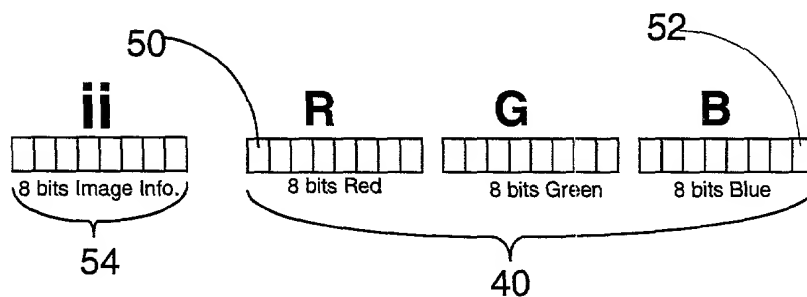 50
52
ii
R
G
B
8 bits Image Info.
8 bits Red
8 bits Green
8 bits Blue
54
40